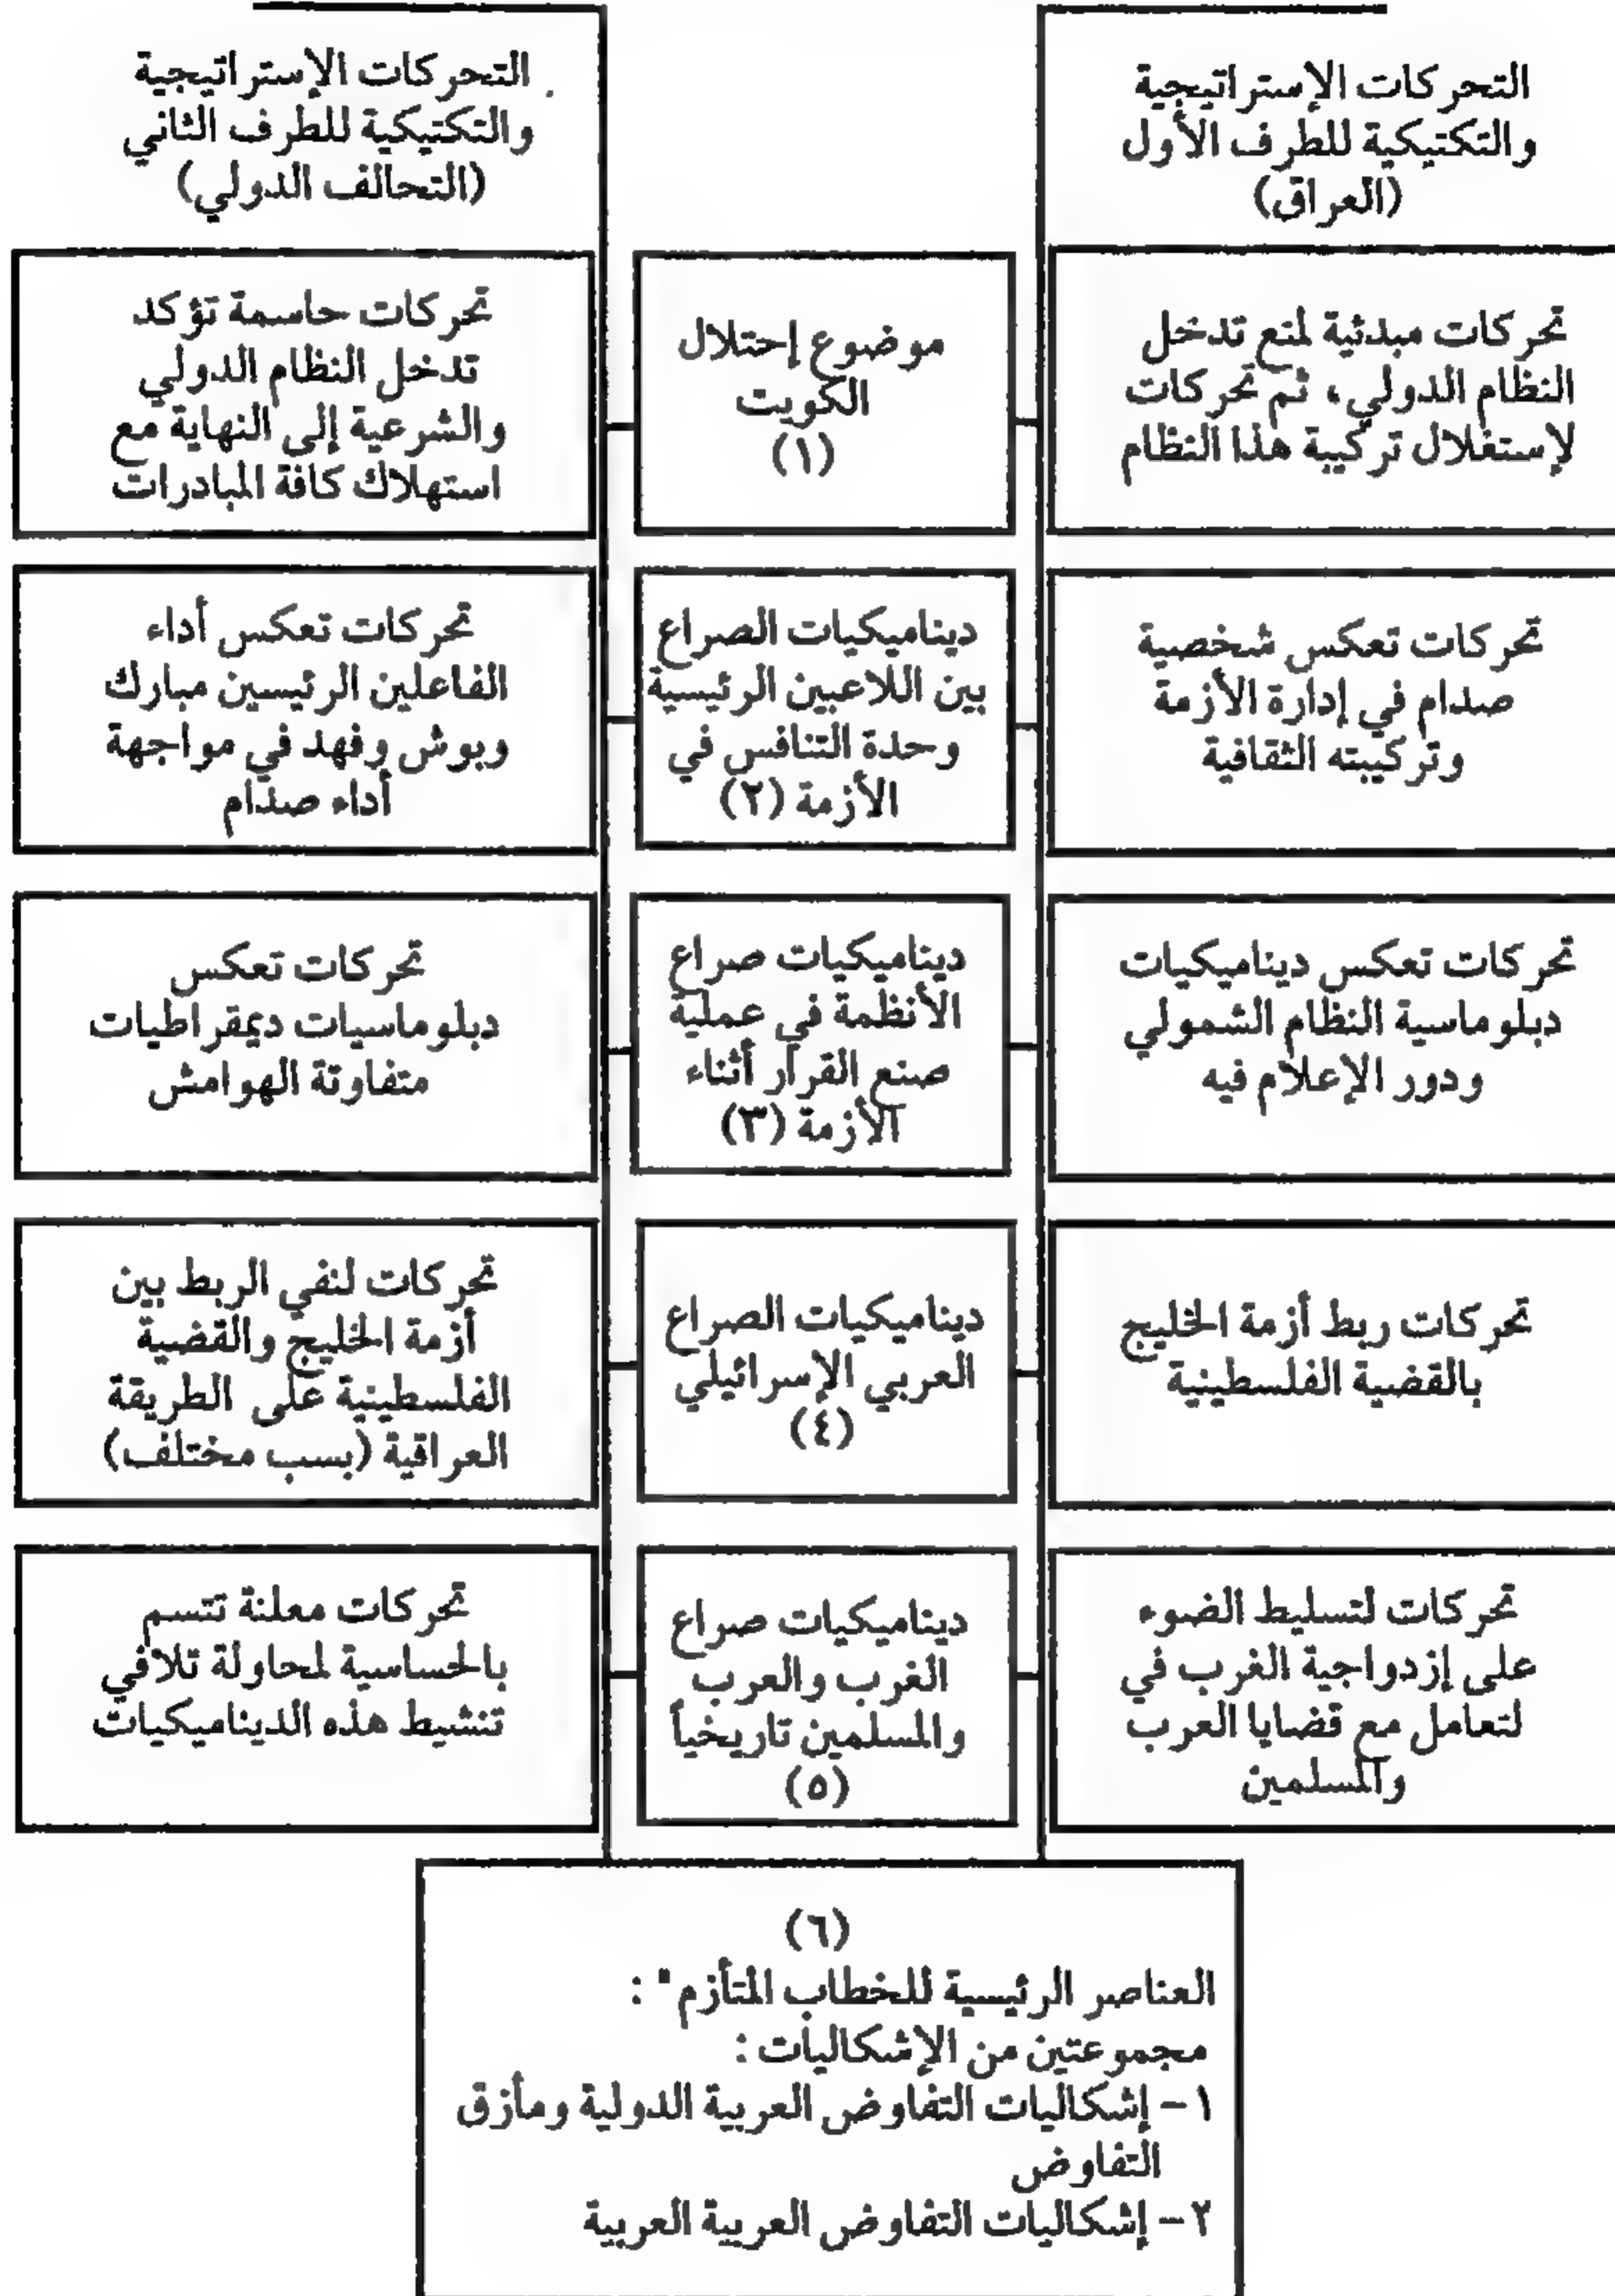 التحركات الإستراتيجية
والتكتيكية للطرف الأول
(العراق)
التحركات الإستراتيجية
والتكتيكية للطرف الثاني
(التحالف الدولي)
تحركات مبدئية لمنع تدخل
النظام الدولي، ثم تحركات
لإستغلال تركيبة هذا النظام
موضوع إحتلال
الكويت
(١)
تحركات حاسمة تؤكد
تدخل النظام الدولي
والشرعية إلى النهاية مع
استهلاك كافة المبادرات
تحركات تعكس شخصية
صدام في إدارة الأزمة
وتركيبته الثقافية
ديناميكيات الصراع
بين اللاعبين الرئيسية
وحدة التنافس في
الأزمة (٢)
تحركات تعكس أداء
الفاعلين الرئيسين مبارك
وبوش وفهد في مواجهة
أداء صدام
تحركات تعكس ديناميكيات
دبلوماسية النظام الشمولي
ودور الإعلام فيه
ديناميكيات صراع
الأنظمة في عملية
صنع القرار أثناء
الأزمة (٣)
تحركات تعكس
دبلوماسيات ديمقراطيات
متفاوتة الهوامش
تحركات ربط أزمة الخليج
بالقضية الفلسطينية
ديناميكيات الصراع
العربي الإسرائيلي
(٤)
تحركات لنفي الربط بين
أزمة الخليج والقضية
الفلسطينية على الطريقة
العراقية (بسب مختلف)
تحركات لتسليط الضوء
على إزدواجية الغرب في
لتعامل مع قضايا العرب
والمسلمين
ديناميكيات صراع
الغرب والعرب
والمسلمين تاريخياً
(٥)
تحركات معلنة تتسم
بالحساسية لمحاولة تلافي
تنشيط هذه الديناميكيات
(٦)
العناصر الرئيسية للخطاب المتأزم" :
مجموعتين من الإشكاليات :
١- إشكاليات التفاوض العربية الدولية ومأزق
التفاوض
٢- إشكاليات التفاوض العربية العربية